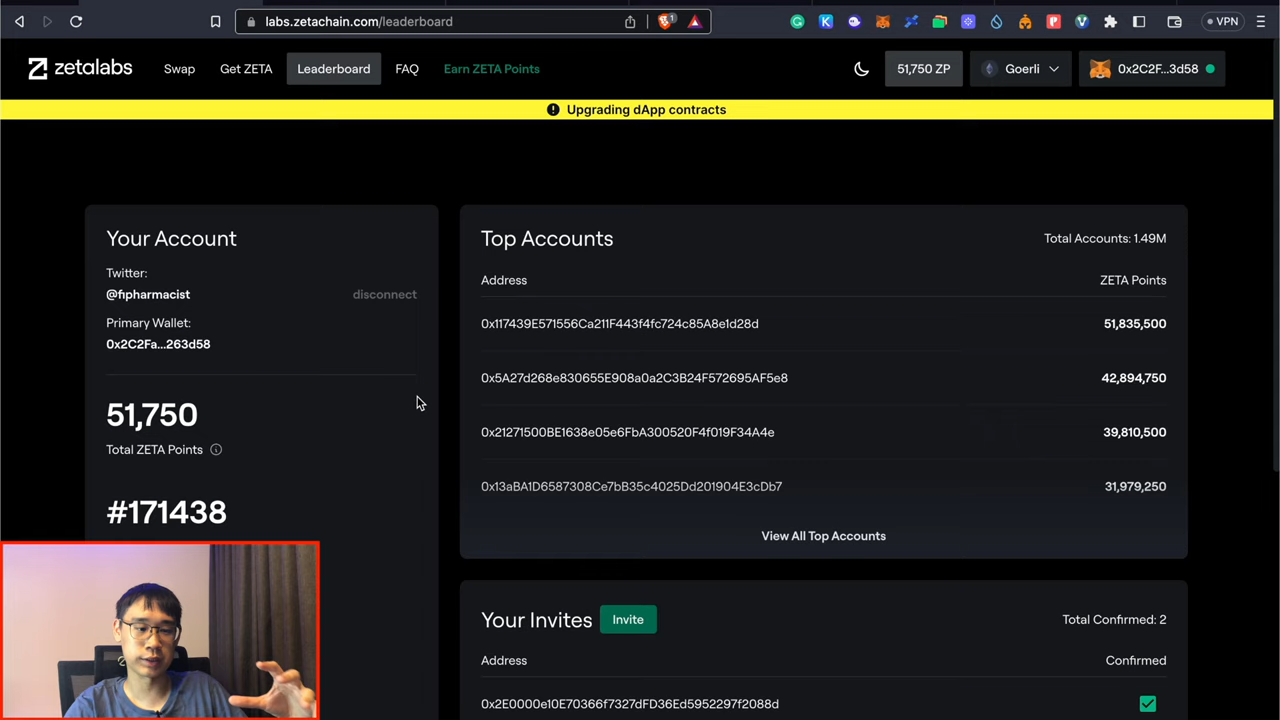 labs.zetachain.com/leaderboard
1
VPN
zetalabs
Swap
Get ZETA
Leaderboard
FAQ
Earn ZETA Points
51,750 ZP
Goerli
0x2C2F...3d58
Upgrading dApp contracts
Your Account
Twitter:
@fipharmacist
disconnect
Primary Wallet:
0x2C2Fa...263d58
51,750
Total ZETA Points
#171438
Top Accounts
Total Accounts: 1.49M
Address
ZETA Points
0x117439E571556Ca211F443f4fc724c85A8e1d28d
51,835,500
0x5A27d268e830655E908a0a2C3B24F572695AF5e8
42,894,750
0x21271500BE1638e05e6FbA300520F4f019F34A4e
39,810,500
0x13aBA1D6587308Ce7bB35c4025Dd201904E3cDb7
31,979,250
View All Top Accounts
Your Invites
Invite
Total Confirmed: 2
Address
Confirmed
0x2E0000e10E70366f7327dFD36Ed5952297f2088d